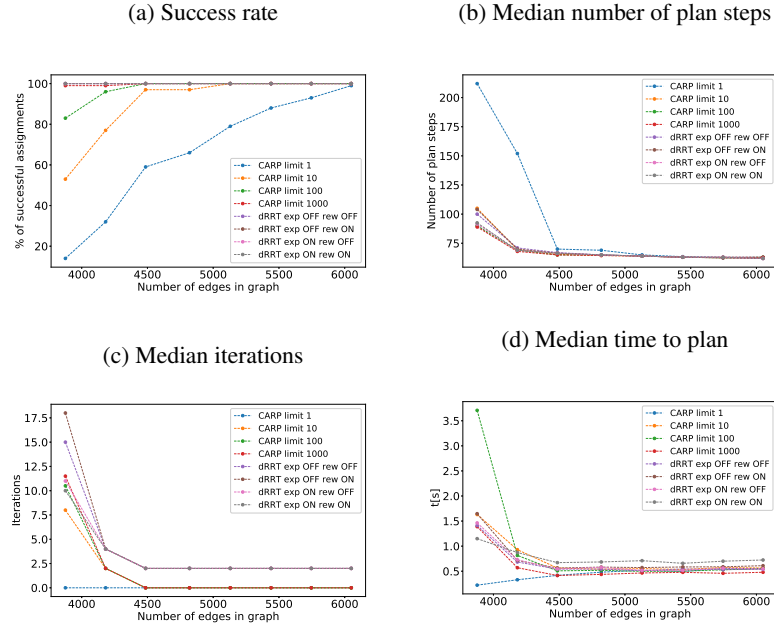 (a) Success rate
100
80
60
40
20
% of successful assignments
4000 4500 5000 5500 6000
Number of edges in graph
CARP limit 1
CARP limit 10
CARP limit 100
CARP limit 1000
dRRT exp OFF rew OFF
dRRT exp OFF rew ON
dRRT exp ON rew OFF
dRRT exp ON rew ON
(b) Median number of plan steps
200
175
150
125
100
75
Number of plan steps
4000 4500 5000 5500 6000
Number of edges in graph
CARP limit 1
CARP limit 10
CARP limit 100
CARP limit 1000
dRRT exp OFF rew OFF
dRRT exp OFF rew ON
dRRT exp ON rew OFF
dRRT exp ON rew ON
(c) Median iterations
17.5
15.0
12.5
10.0
7.5
5.0
2.5
0.0
Iterations
4000 4500 5000 5500 6000
Number of edges in graph
CARP limit 1
CARP limit 10
CARP limit 100
CARP limit 1000
dRRT exp OFF rew OFF
dRRT exp OFF rew ON
dRRT exp ON rew OFF
dRRT exp ON rew ON
(d) Median time to plan
3.5
3.0
2.5
2.0
1.5
1.0
0.5
t[s]
4000 4500 5000 5500 6000
Number of edges in graph
CARP limit 1
CARP limit 10
CARP limit 100
CARP limit 1000
dRRT exp OFF rew OFF
dRRT exp OFF rew ON
dRRT exp ON rew OFF
dRRT exp ON rew ON